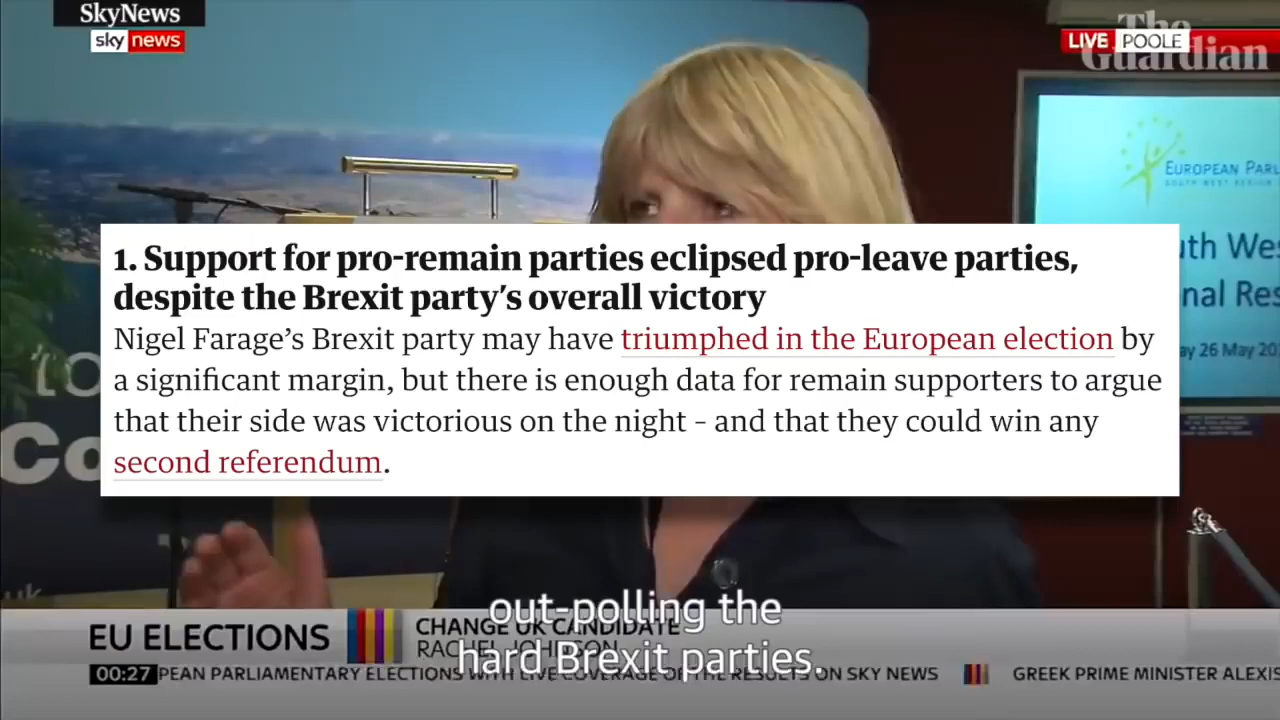 SkyNews
sky news
LIVE POOLE
The Guardian
EUROPEAN PARL
uth Wes
nal Res
ay 26 May 20
1. Support for pro-remain parties eclipsed pro-leave parties,
despite the Brexit party’s overall victory
Nigel Farage’s Brexit party may have triumphed in the European election by
a significant margin, but there is enough data for remain supporters to argue
that their side was victorious on the night – and that they could win any
second referendum.
to
Co
.uk
out-polling the
hard Brexit parties.
EU ELECTIONS
CHANGE UK CANDIDATE
RACHEL JOHNSON
00:27 PEAN PARLIAMENTARY ELECTIONS WITH LIVE COVERAGE OF THE RESULTS ON SKY NEWS GREEK PRIME MINISTER ALEXIS